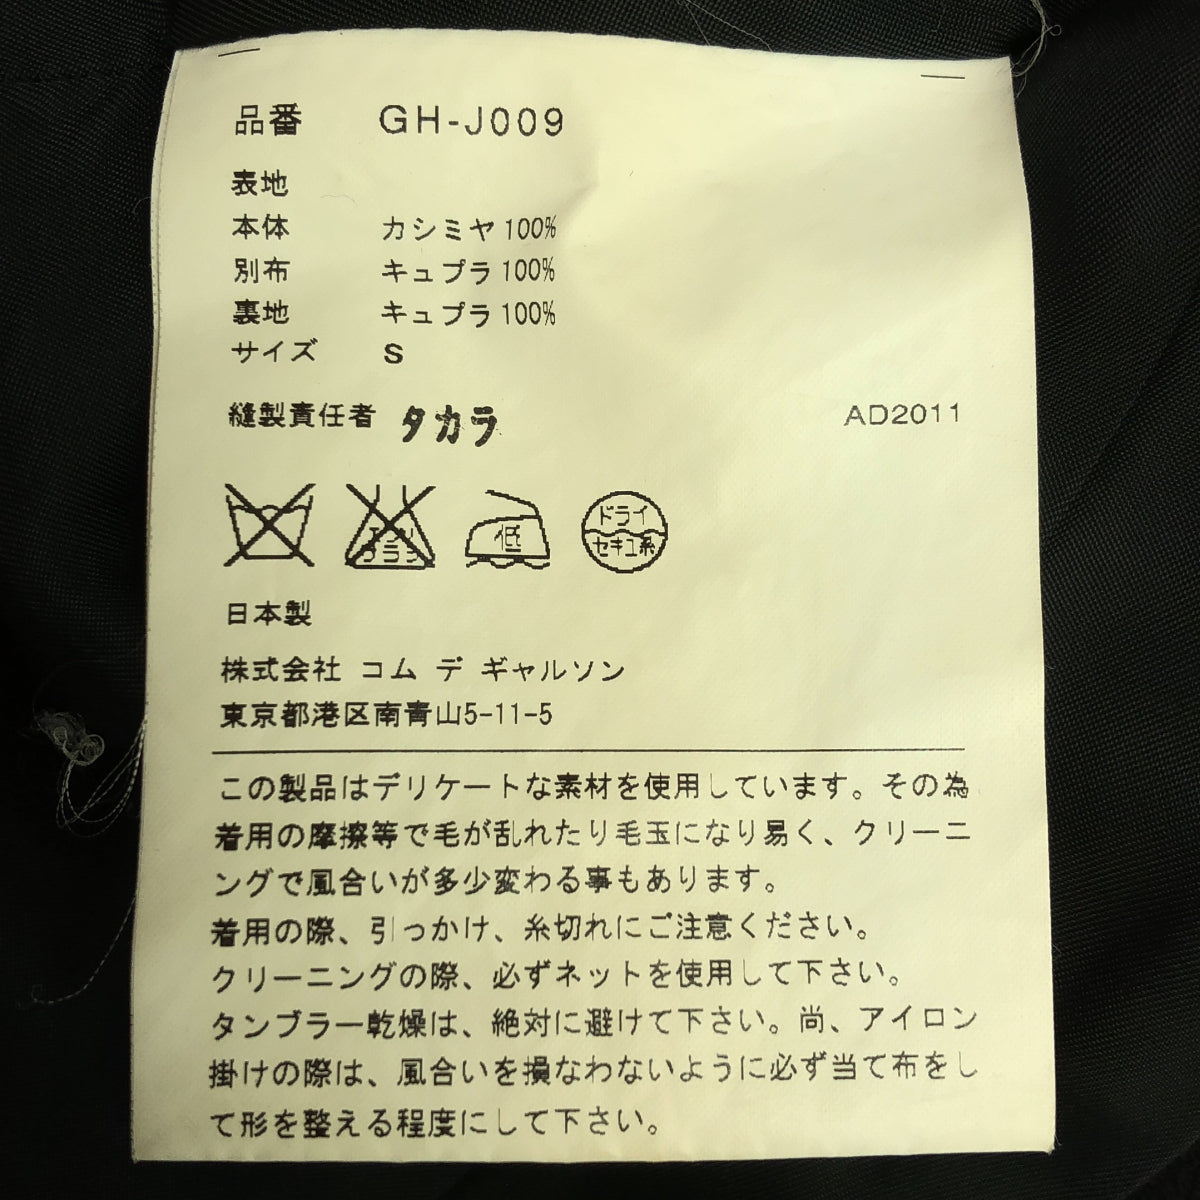 品番 GH-J009
表地
本体 カシミヤ 100%
別布 キュプラ 100%
裏地 キュプラ 100%
サイズ S
縫製責任者 タカラ AD2011
エンソ
サラシ
低
ドライ
セキユ系
日本製
株式会社 コム デ ギャルソン
東京都港区南青山5-11-5
この製品はデリケートな素材を使用しています。その為
着用の摩擦等で毛が乱れたり毛玉になり易く、クリーニ
ングで風合いが多少変わる事もあります。
着用の際、引っかけ、糸切れにご注意ください。
クリーニングの際、必ずネットを使用して下さい。
タンブラー乾燥は、絶対に避けて下さい。尚、アイロン
掛けの際は、風合いを損なわないように必ず当て布をし
て形を整える程度にして下さい。